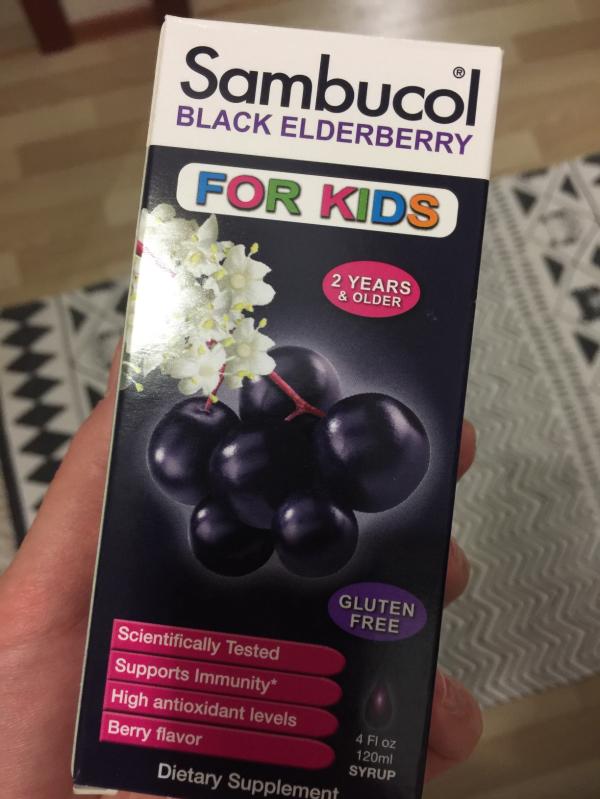 Sambucol®
BLACK ELDERBERRY
FOR KIDS
2 YEARS
& OLDER
GLUTEN
FREE
Scientifically Tested
Supports Immunity*
High antioxidant levels
Berry flavor
4 Fl oz
120ml
SYRUP
Dietary Supplement